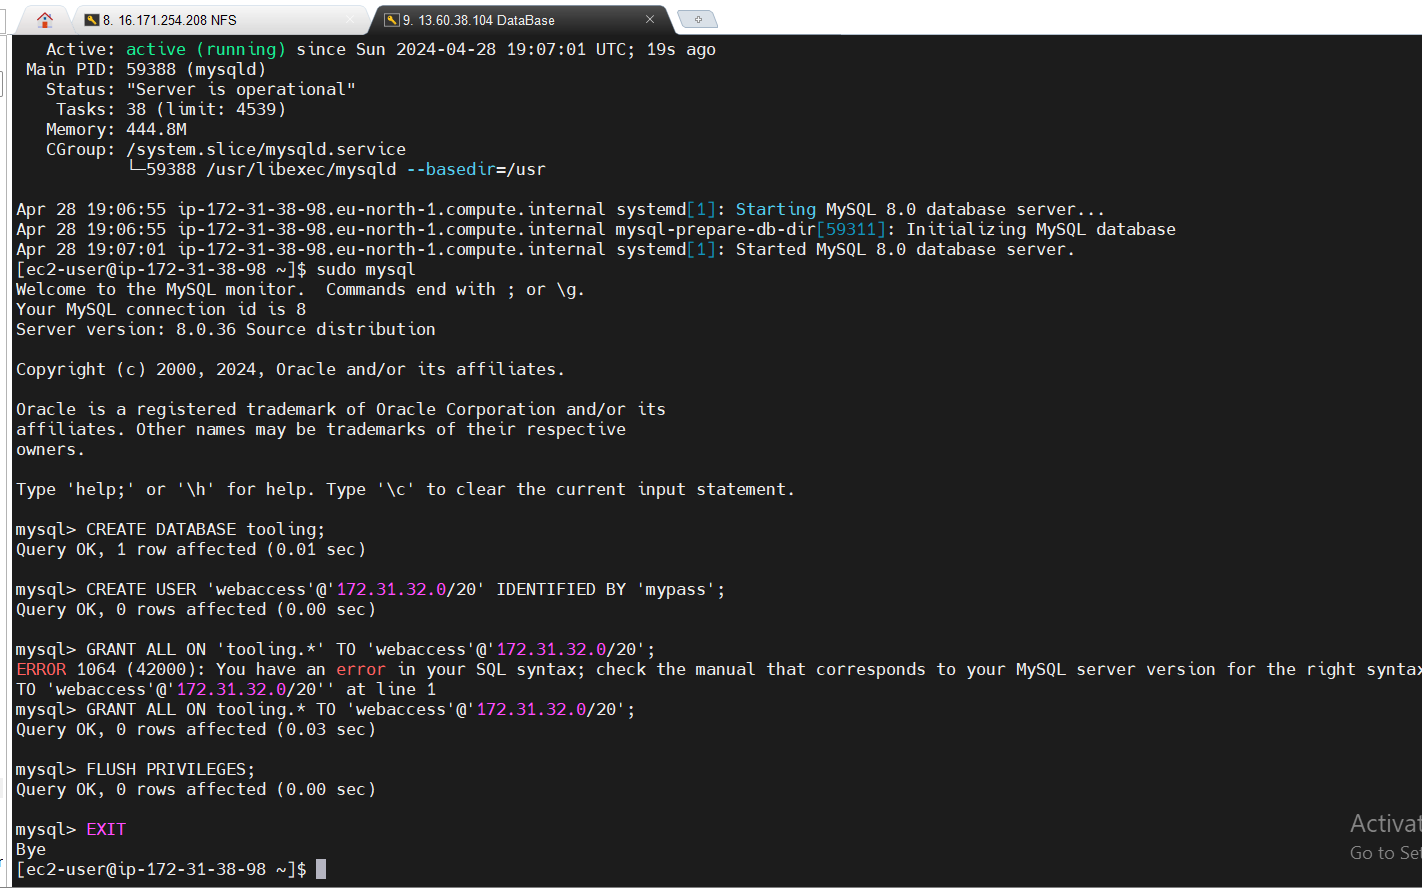 8. 16.171.254.208 NFS
9. 13.60.38.104 DataBase
Active: active (running) since Sun 2024-04-28 19:07:01 UTC; 19s ago
Main PID: 59388 (mysqld)
Status: "Server is operational"
Tasks: 38 (limit: 4539)
Memory: 444.8M
CGroup: /system.slice/mysqld.service
└─59388 /usr/libexec/mysqld --basedir=/usr
Apr 28 19:06:55 ip-172-31-38-98.eu-north-1.compute.internal systemd[1]: Starting MySQL 8.0 database server...
Apr 28 19:06:55 ip-172-31-38-98.eu-north-1.compute.internal mysql-prepare-db-dir[59311]: Initializing MySQL database
Apr 28 19:07:01 ip-172-31-38-98.eu-north-1.compute.internal systemd[1]: Started MySQL 8.0 database server.
[ec2-user@ip-172-31-38-98 ~]$ sudo mysql
Welcome to the MySQL monitor.  Commands end with ; or \g.
Your MySQL connection id is 8
Server version: 8.0.36 Source distribution
Copyright (c) 2000, 2024, Oracle and/or its affiliates.
Oracle is a registered trademark of Oracle Corporation and/or its
affiliates. Other names may be trademarks of their respective
owners.
Type 'help;' or '\h' for help. Type '\c' to clear the current input statement.
mysql> CREATE DATABASE tooling;
Query OK, 1 row affected (0.01 sec)
mysql> CREATE USER 'webaccess'@'172.31.32.0/20' IDENTIFIED BY 'mypass';
Query OK, 0 rows affected (0.00 sec)
mysql> GRANT ALL ON 'tooling.*' TO 'webaccess'@'172.31.32.0/20';
ERROR 1064 (42000): You have an error in your SQL syntax; check the manual that corresponds to your MySQL server version for the right syntax
TO 'webaccess'@'172.31.32.0/20'' at line 1
mysql> GRANT ALL ON tooling.* TO 'webaccess'@'172.31.32.0/20';
Query OK, 0 rows affected (0.03 sec)
mysql> FLUSH PRIVILEGES;
Query OK, 0 rows affected (0.00 sec)
mysql> EXIT
Bye
[ec2-user@ip-172-31-38-98 ~]$
Activat
Go to Set